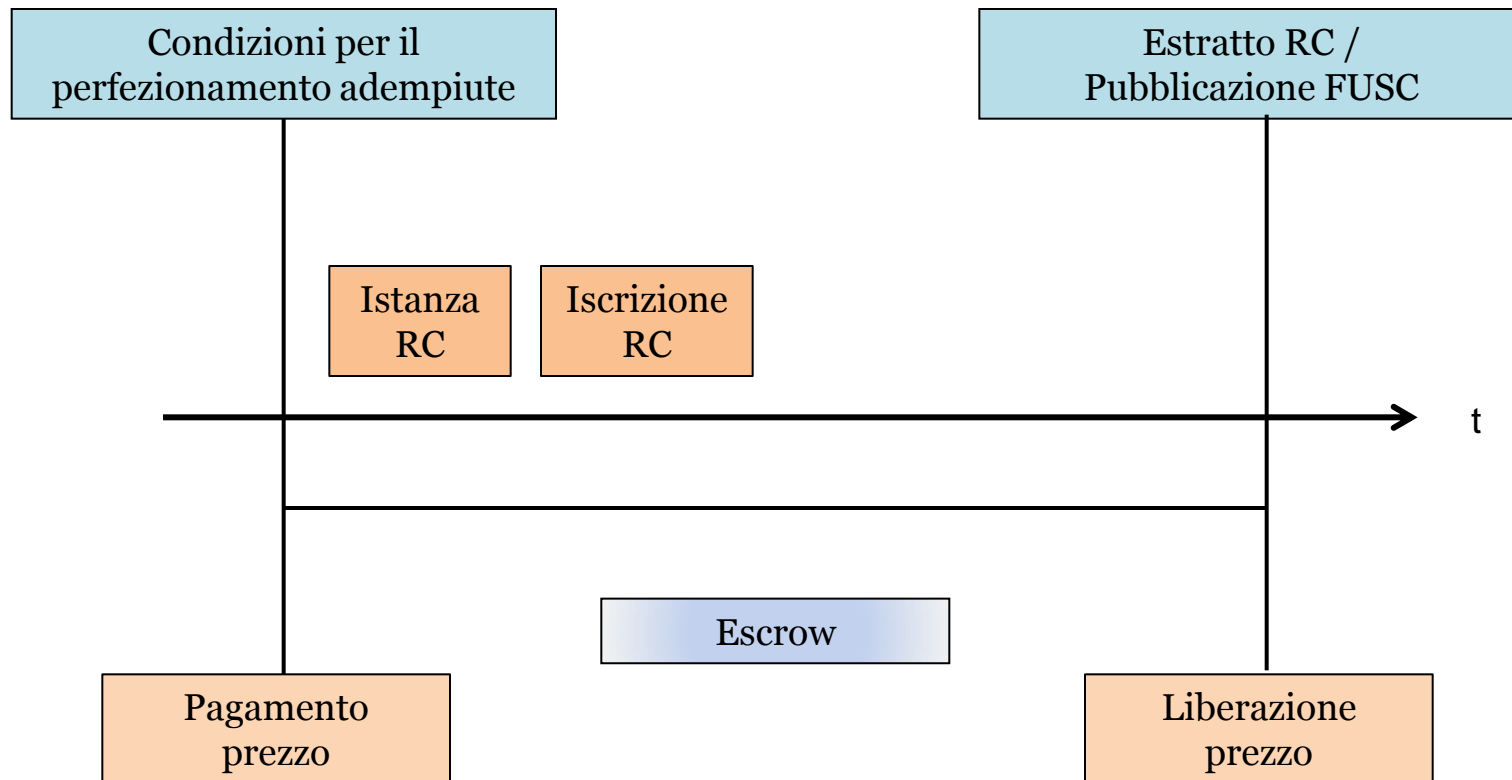 Condizioni per il
perfezionamento adempiute
Estratto RC /
Pubblicazione FUSC
Istanza
RC
Iscrizione
RC
t
Escrow
Pagamento
prezzo
Liberazione
prezzo